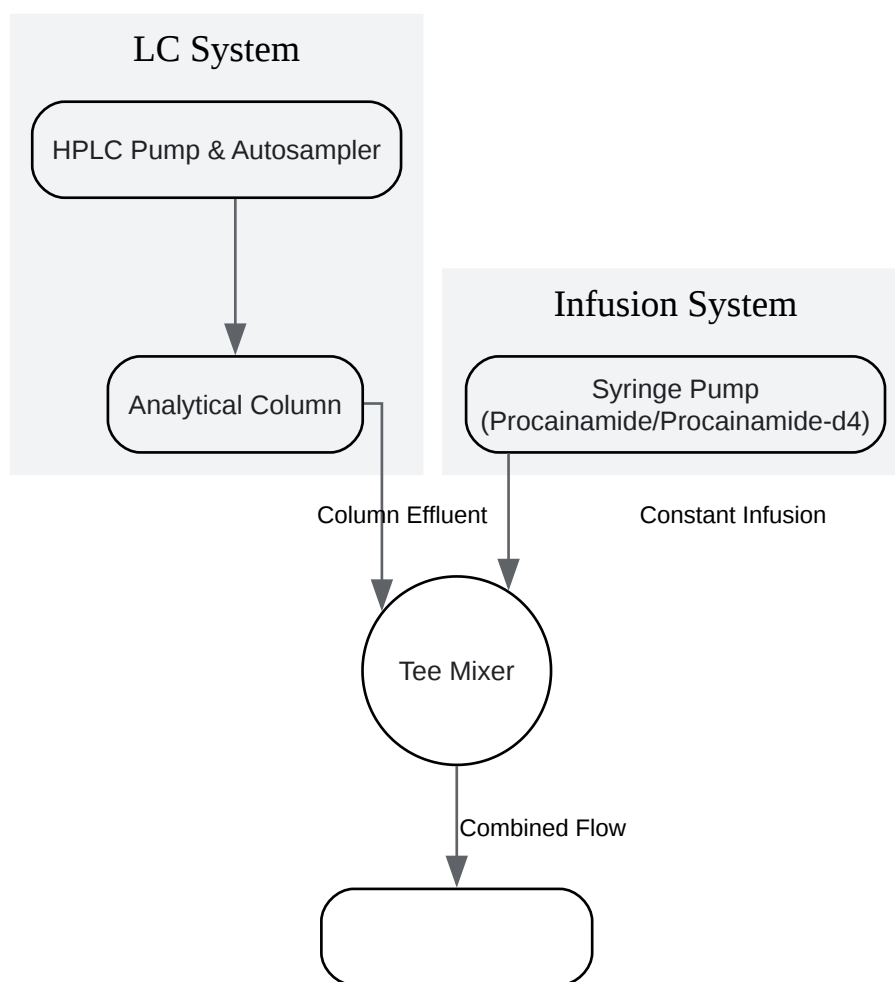 LC System
HPLC Pump & Autosampler
Infusion System
Analytical Column
Syringe Pump
(Procainamide/Procainamide-d4)
Column Effluent
Constant Infusion
Tee Mixer
Combined Flow